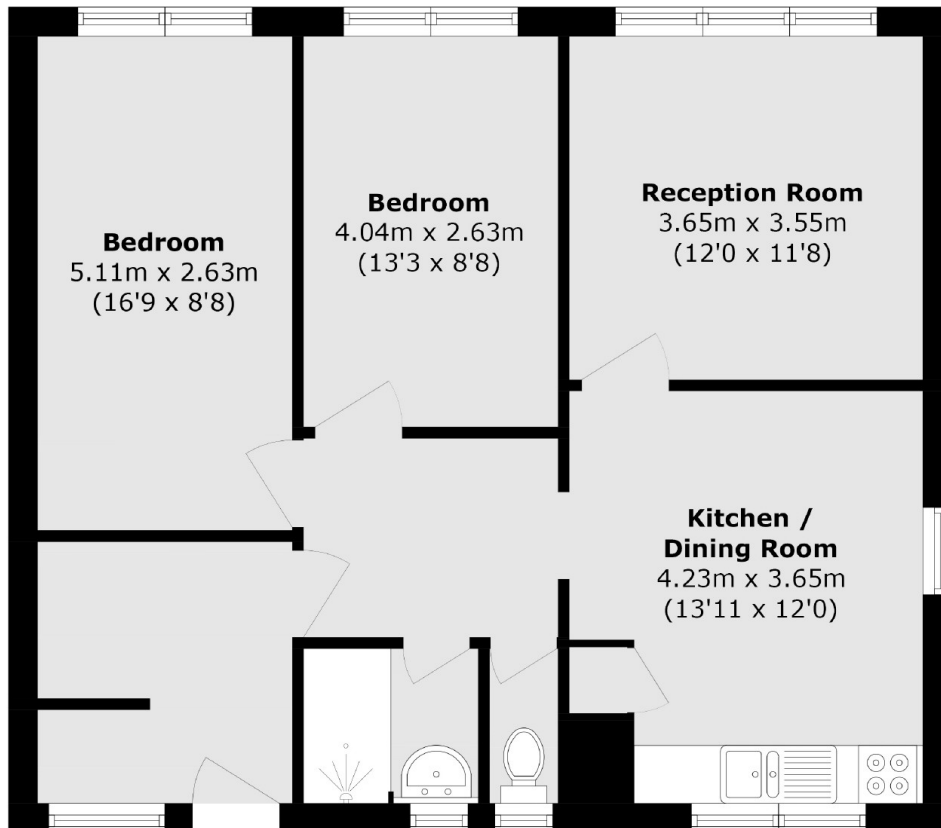 Bedroom
5.11m x 2.63m
(16'9 x 8'8)
Bedroom
4.04m x 2.63m
(13'3 x 8'8)
Reception Room
3.65m x 3.55m
(12'0 x 11'8)
Kitchen /
Dining Room
4.23m x 3.65m
(13'11 x 12'0)